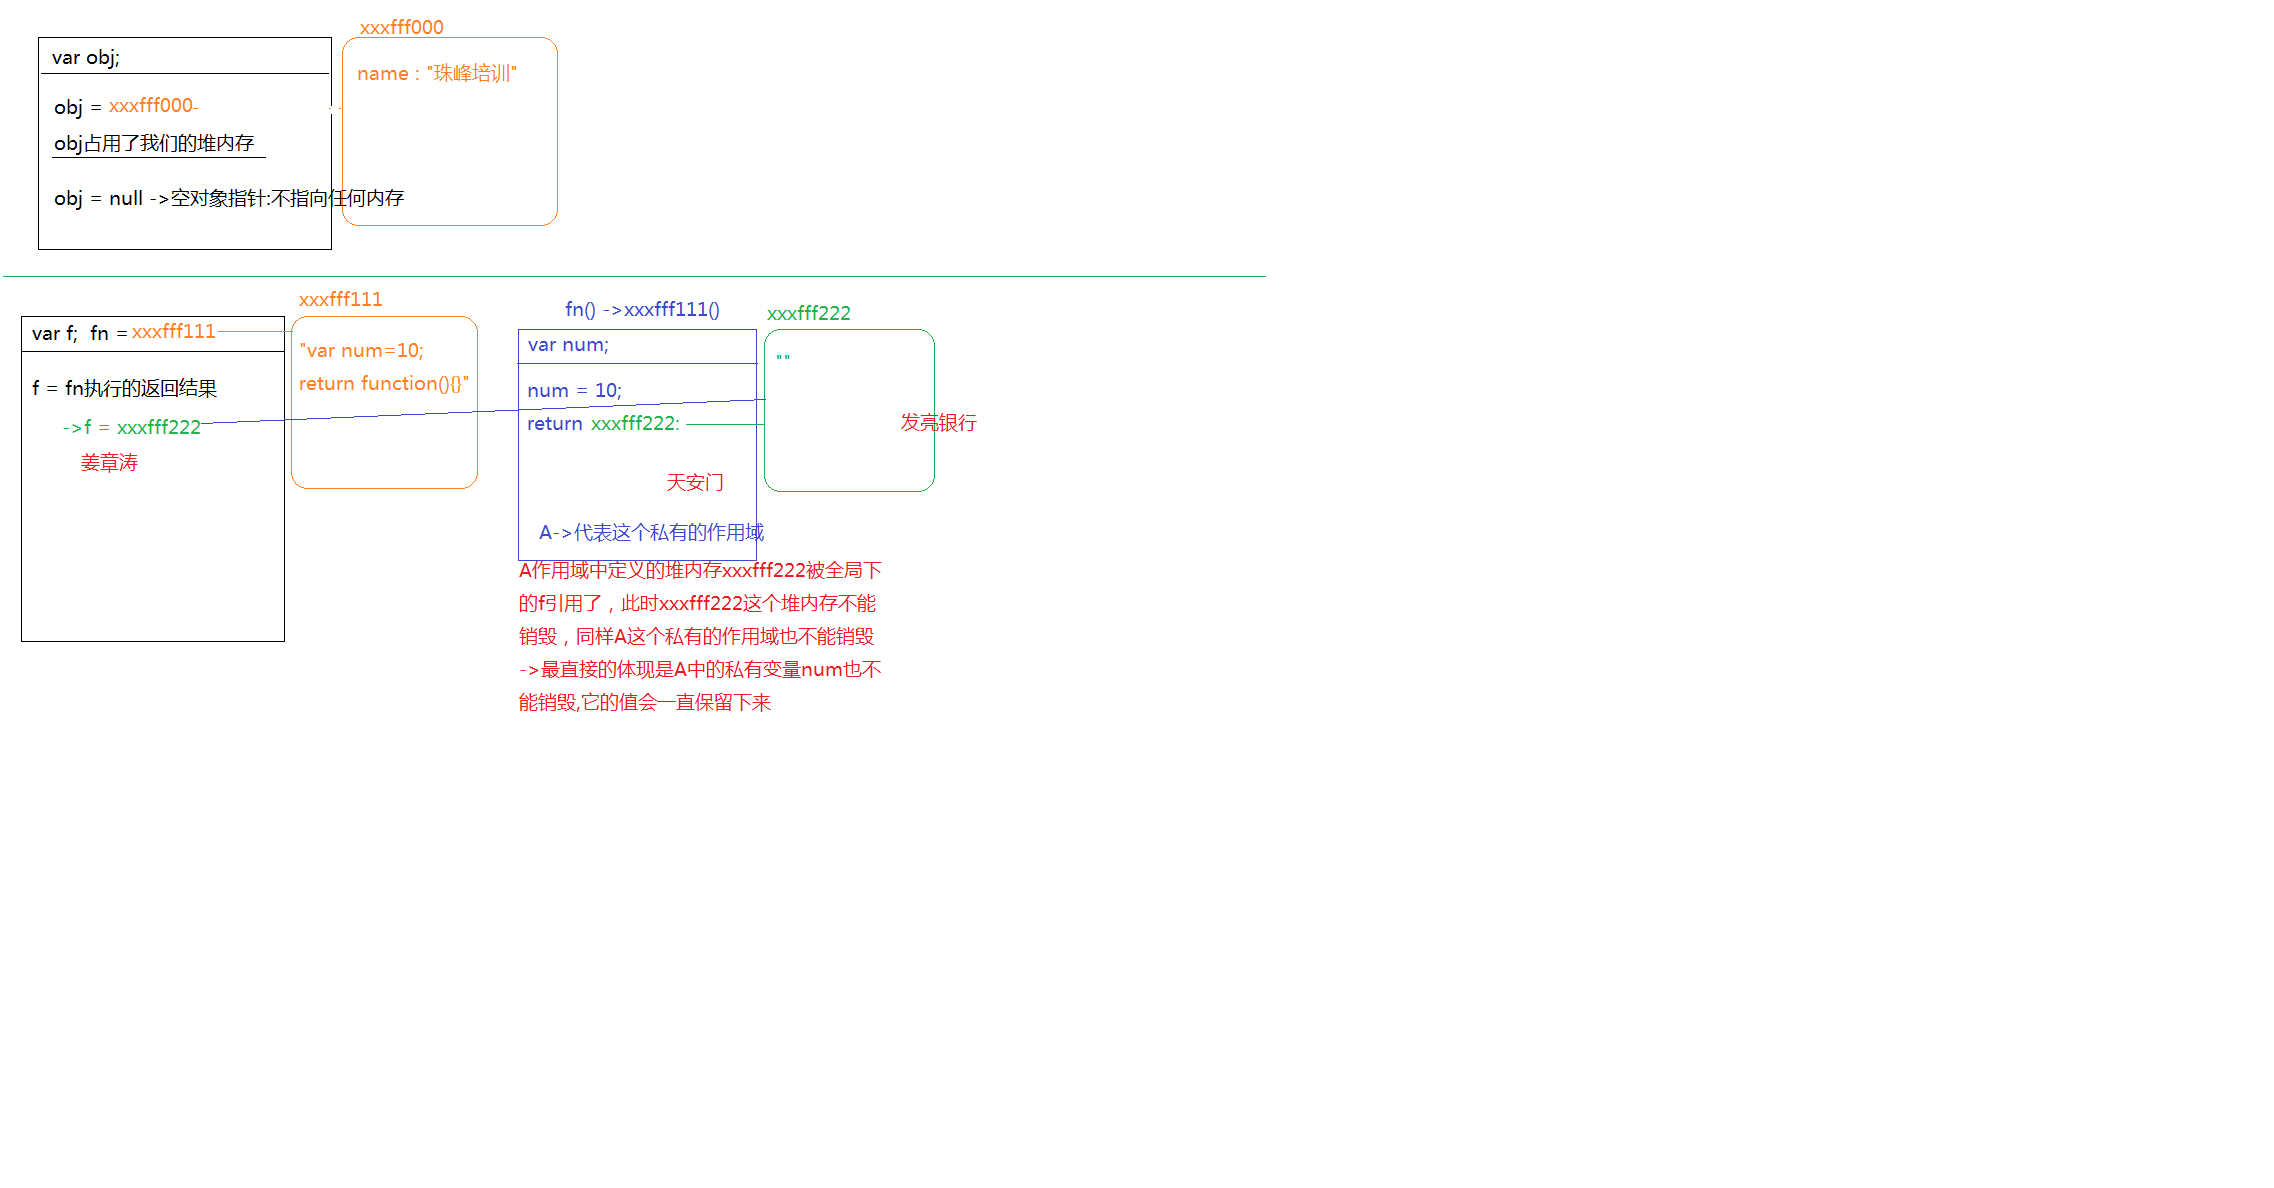 xxxfff000
var obj;
name : "珠峰培训"
obj = xxxfff000
obj占用了我们的堆内存
obj = null ->空对象指针:不指向任何内存
xxxfff111
var f;  fn = xxxfff111
"var num=10;
return function(){}"
f = fn执行的返回结果
->f = xxxfff222
姜章涛
fn() ->xxxfff111()
var num;
num = 10;
return xxxfff222;
天安门
A->代表这个私有的作用域
xxxfff222
""
发亮银行
A作用域中定义的堆内存xxxfff222被全局下
的f引用了，此时xxxfff222这个堆内存不能
销毁，同样A这个私有的作用域也不能销毁
->最直接的体现是A中的私有变量num也不
能销毁,它的值会一直保留下来